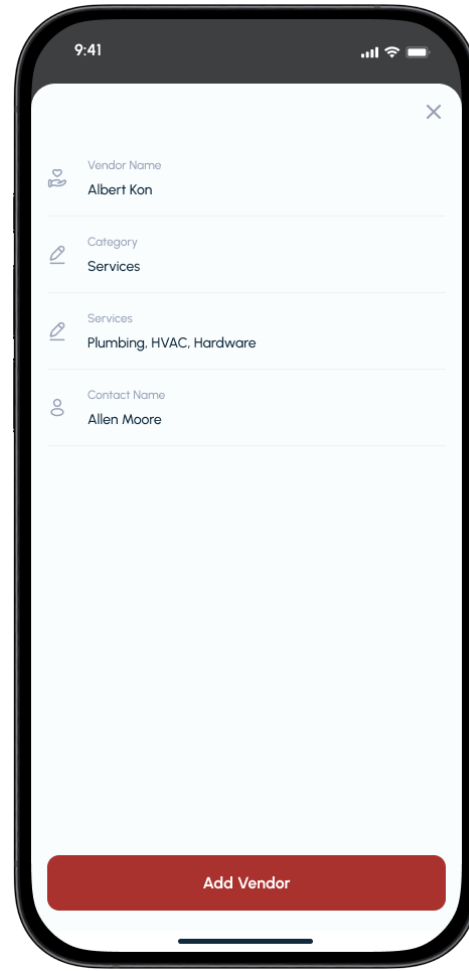 9:41
Vendor Name
Albert Kon
Category
Services
Services
Plumbing, HVAC, Hardware
Contact Name
Allen Moore
Add Vendor